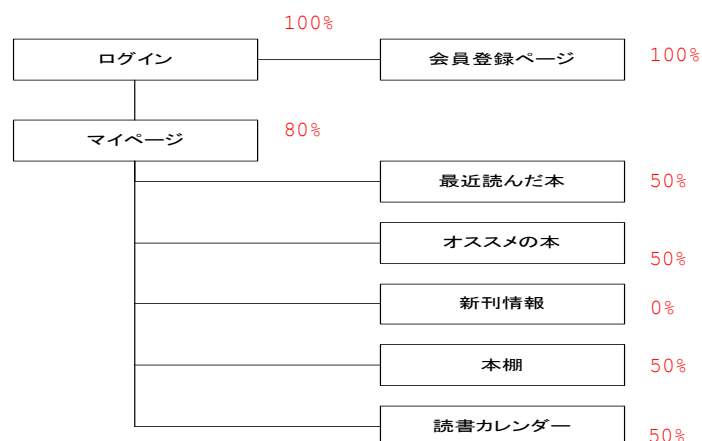 100%
ログイン
会員登録ページ
100%
マイページ
80%
最近読んだ本
50%
オススメの本
50%
新刊情報
0%
本棚
50%
読書カレンダー
50%